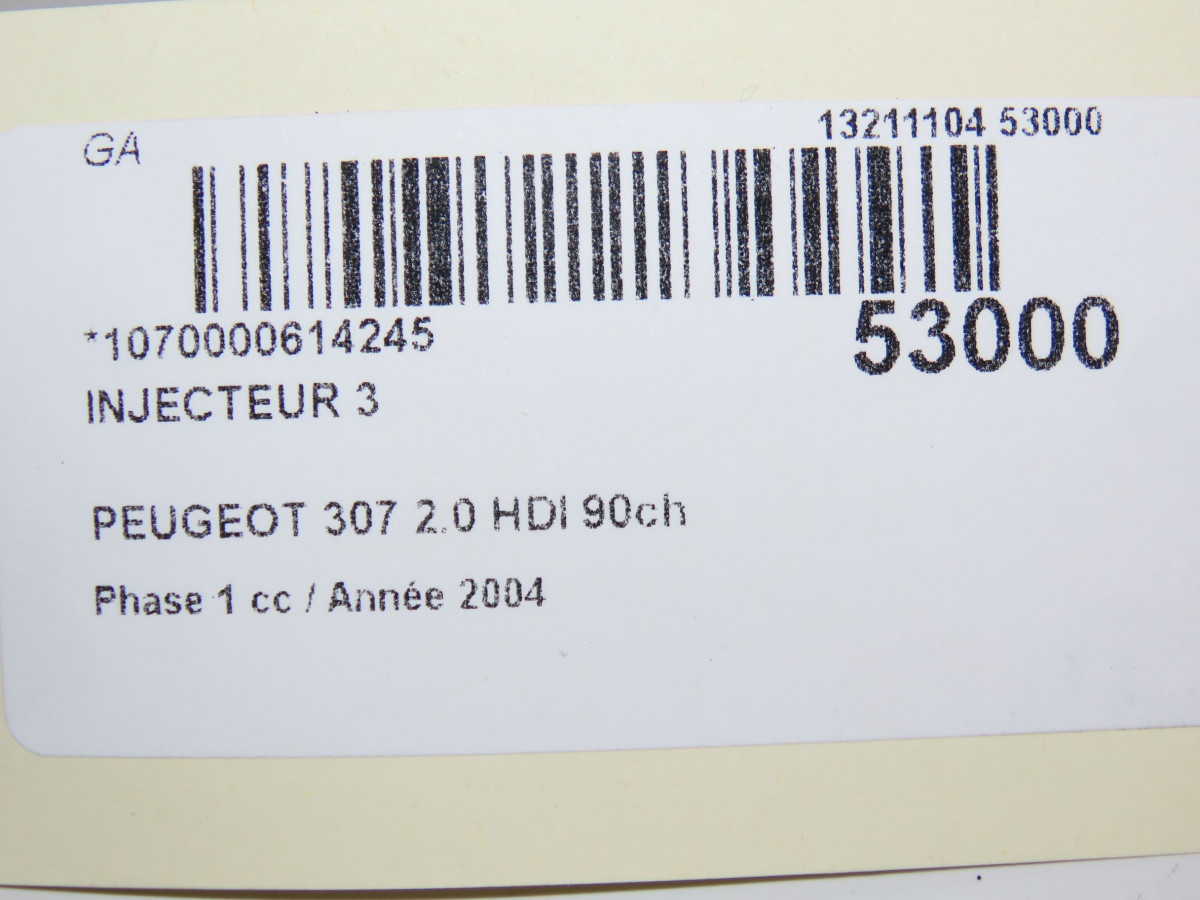 GA
13211104 53000
*1070000614245
53000
INJECTEUR 3
PEUGEOT 307 2.0 HDI 90ch
Phase 1 cc / Année 2004